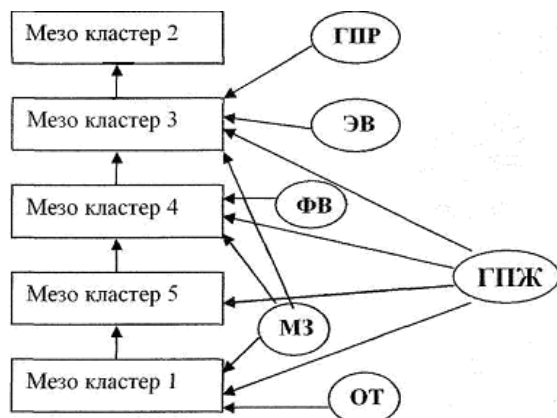 Мезо кластер 2
ГПР
Мезо кластер 3
ЭВ
Мезо кластер 4
ФВ
ГПЖ
Мезо кластер 5
МЗ
Мезо кластер 1
ОТ